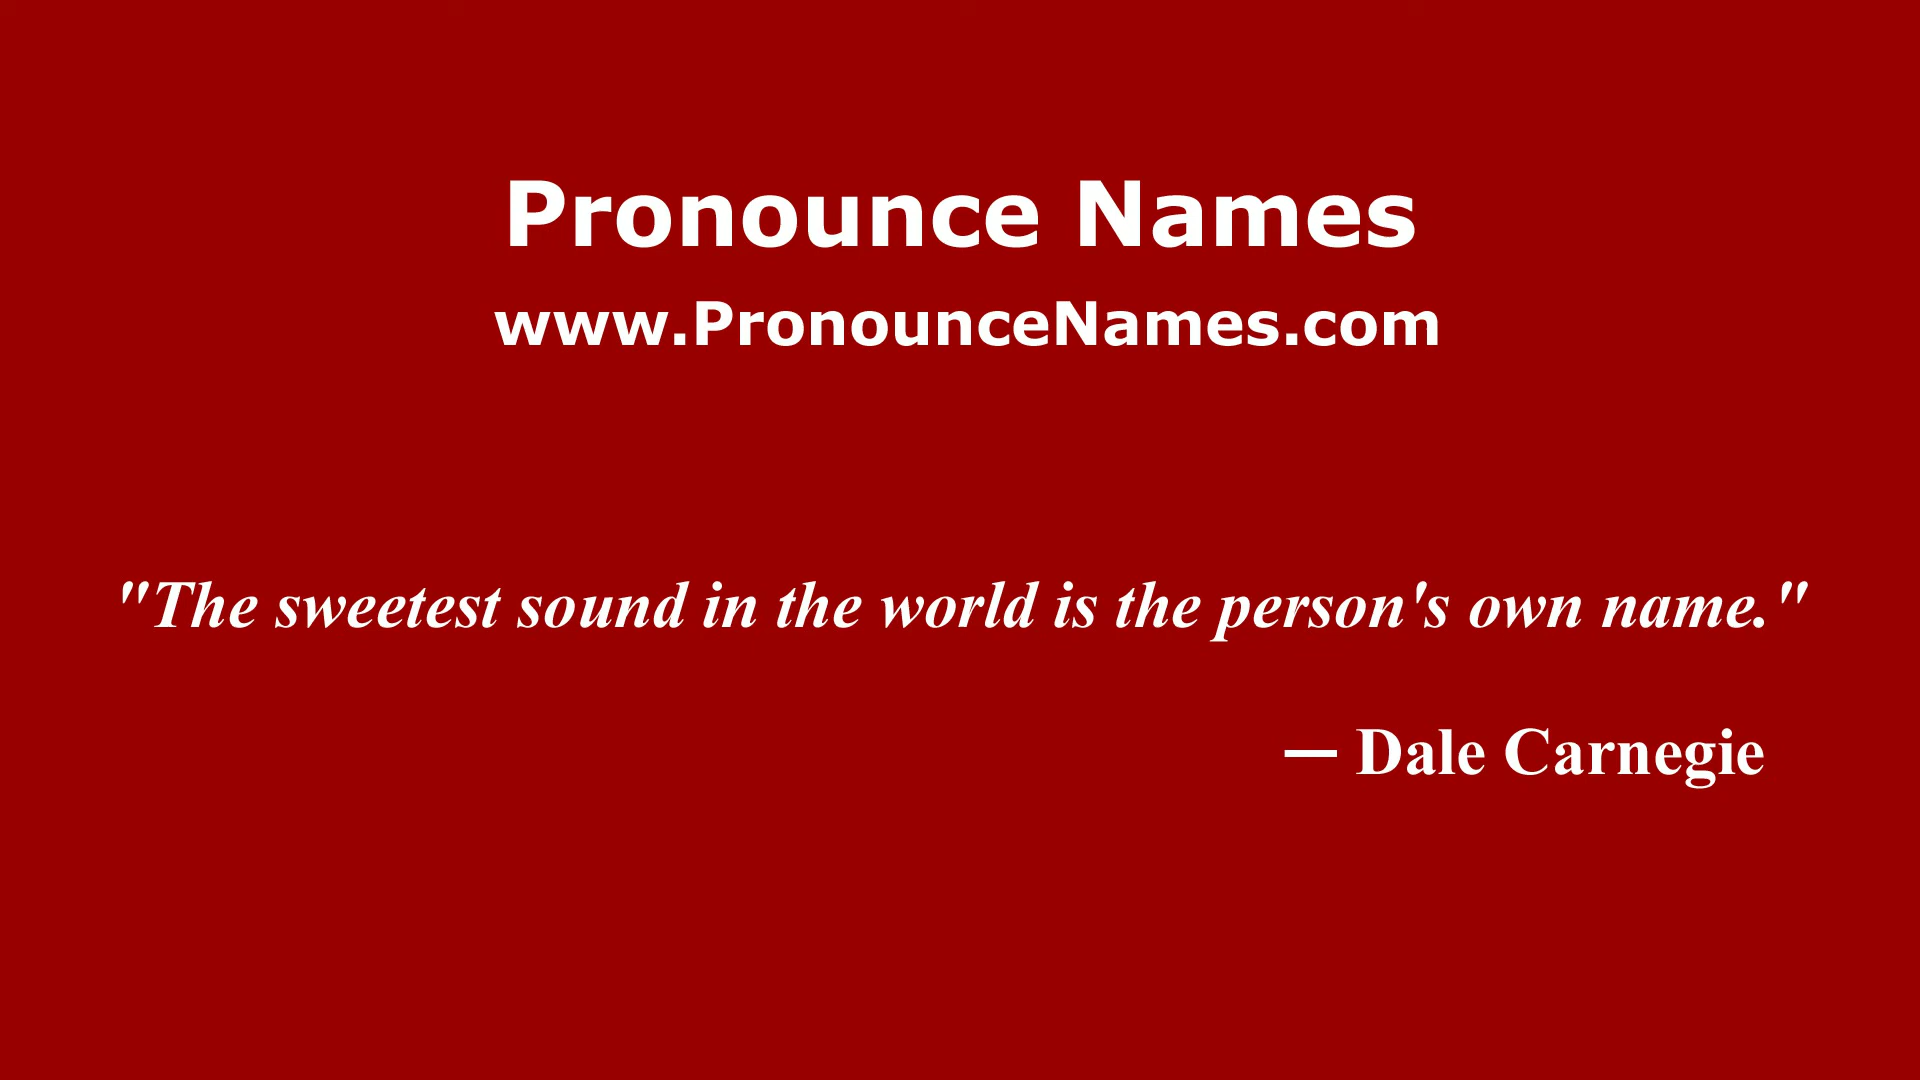 Pronounce Names
www.PronounceNames.com
"The sweetest sound in the world is the person's own name."
— Dale Carnegie